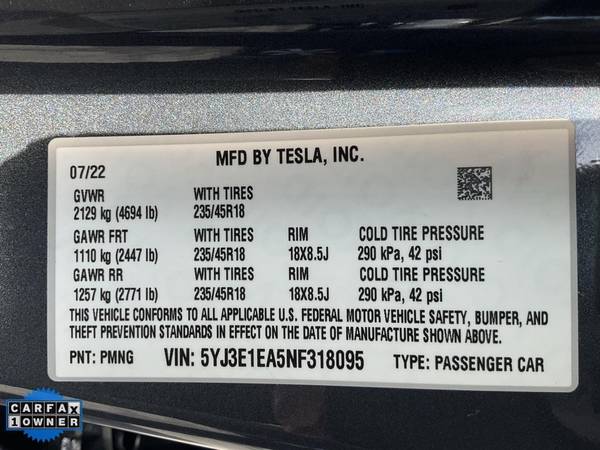 MFD BY TESLA, INC.
07/22
GVWR WITH TIRES
2129 kg (4694 lb) 235/45R18
GAWR FRT WITH TIRES RIM COLD TIRE PRESSURE
1110 kg (2447 lb) 235/45R18 18X8.5J 290 kPa, 42 psi
GAWR RR WITH TIRES RIM COLD TIRE PRESSURE
1257 kg (2771 lb) 235/45R18 18X8.5J 290 kPa, 42 psi
THIS VEHICLE CONFORMS TO ALL APPLICABLE U.S. FEDERAL MOTOR VEHICLE SAFETY, BUMPER, AND
THEFT PREVENTION STANDARDS IN EFFECT ON THE DATE OF MANUFACTURE SHOWN ABOVE.
PNT: PMNG VIN: 5YJ3E1EA5NF318095 TYPE: PASSENGER CAR
CARFAX
1 OWNER